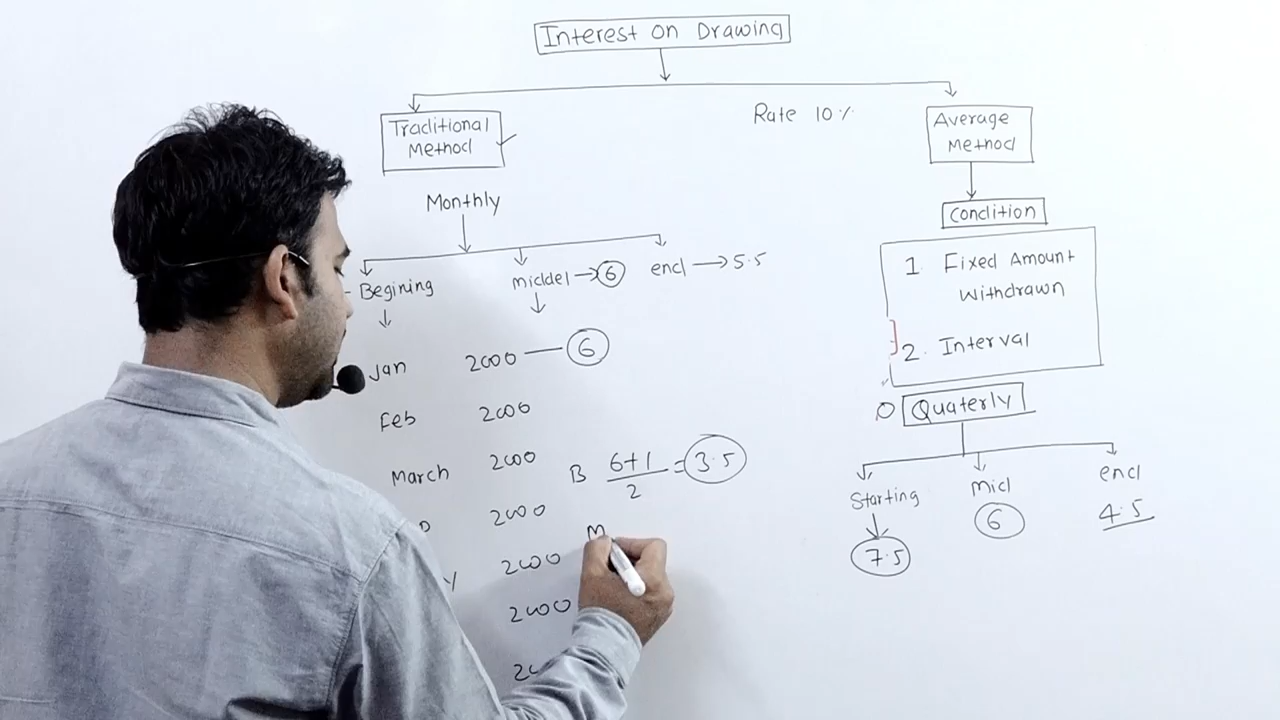 Interest On Drawing
Traditional
Method
Rate 10%
Average
Method
Monthly
Condition
Begining
middel → 6
end → 5.5
1. Fixed Amount
Withdrawn
2. Interval
Jan 2000 — 6
Feb 2000
March 2000
2000
2000
2000
B 6+1/2 = 3.5
M
Quaterly
Starting
Mid
end
7.5
6
4.5